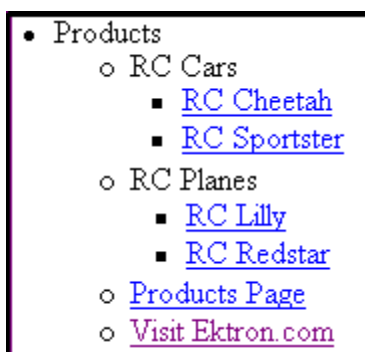 Products
RC Cars
RC Cheetah
RC Sportster
RC Planes
RC Lilly
RC Redstar
Products Page
Visit Ektron.com